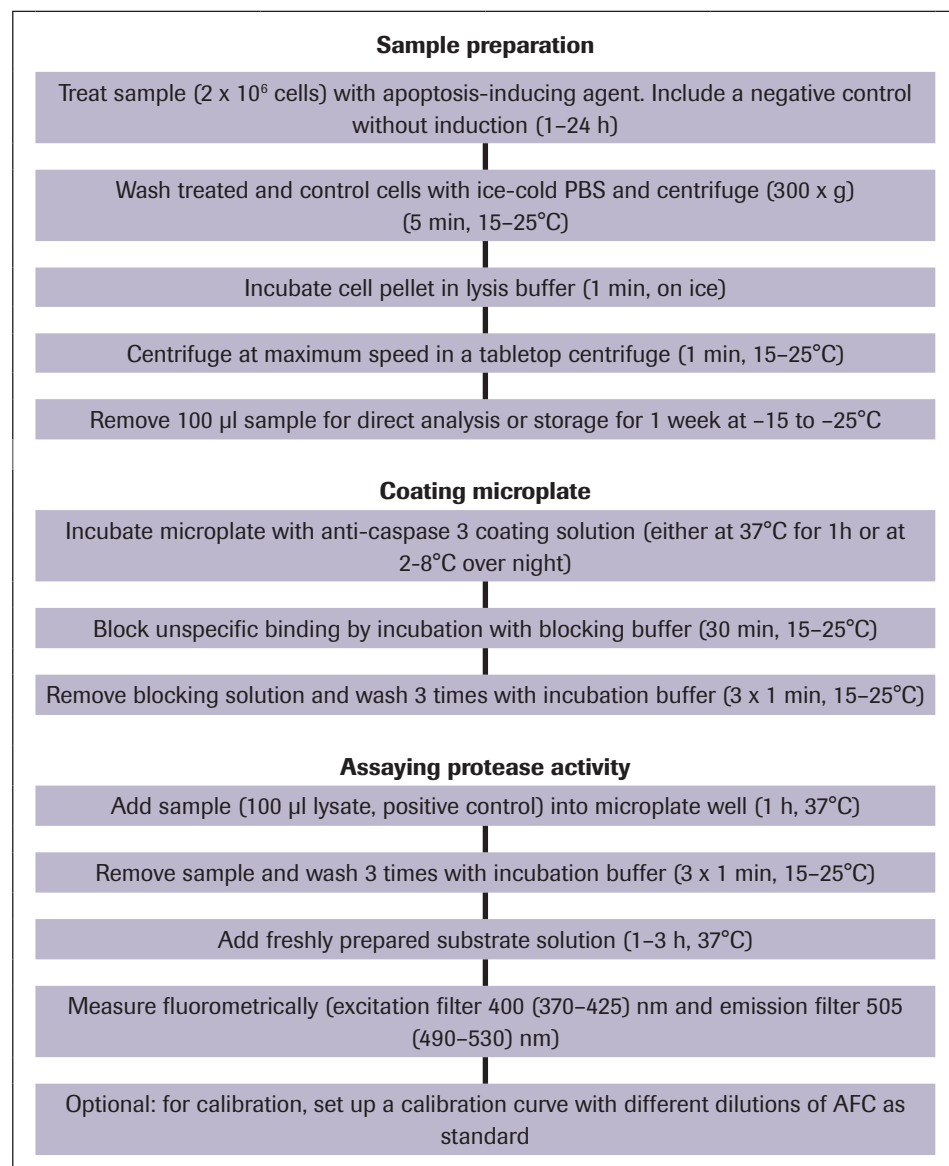 Sample preparation
Treat sample (2 x 10⁶ cells) with apoptosis-inducing agent. Include a negative control
without induction (1–24 h)
Wash treated and control cells with ice-cold PBS and centrifuge (300 x g)
(5 min, 15–25°C)
Incubate cell pellet in lysis buffer (1 min, on ice)
Centrifuge at maximum speed in a tabletop centrifuge (1 min, 15–25°C)
Remove 100 µl sample for direct analysis or storage for 1 week at –15 to –25°C
Coating microplate
Incubate microplate with anti-caspase 3 coating solution (either at 37°C for 1h or at
2-8°C over night)
Block unspecific binding by incubation with blocking buffer (30 min, 15–25°C)
Remove blocking solution and wash 3 times with incubation buffer (3 x 1 min, 15–25°C)
Assaying protease activity
Add sample (100 µl lysate, positive control) into microplate well (1 h, 37°C)
Remove sample and wash 3 times with incubation buffer (3 x 1 min, 15–25°C)
Add freshly prepared substrate solution (1–3 h, 37°C)
Measure fluorometrically (excitation filter 400 (370–425) nm and emission filter 505
(490–530) nm)
Optional: for calibration, set up a calibration curve with different dilutions of AFC as
standard